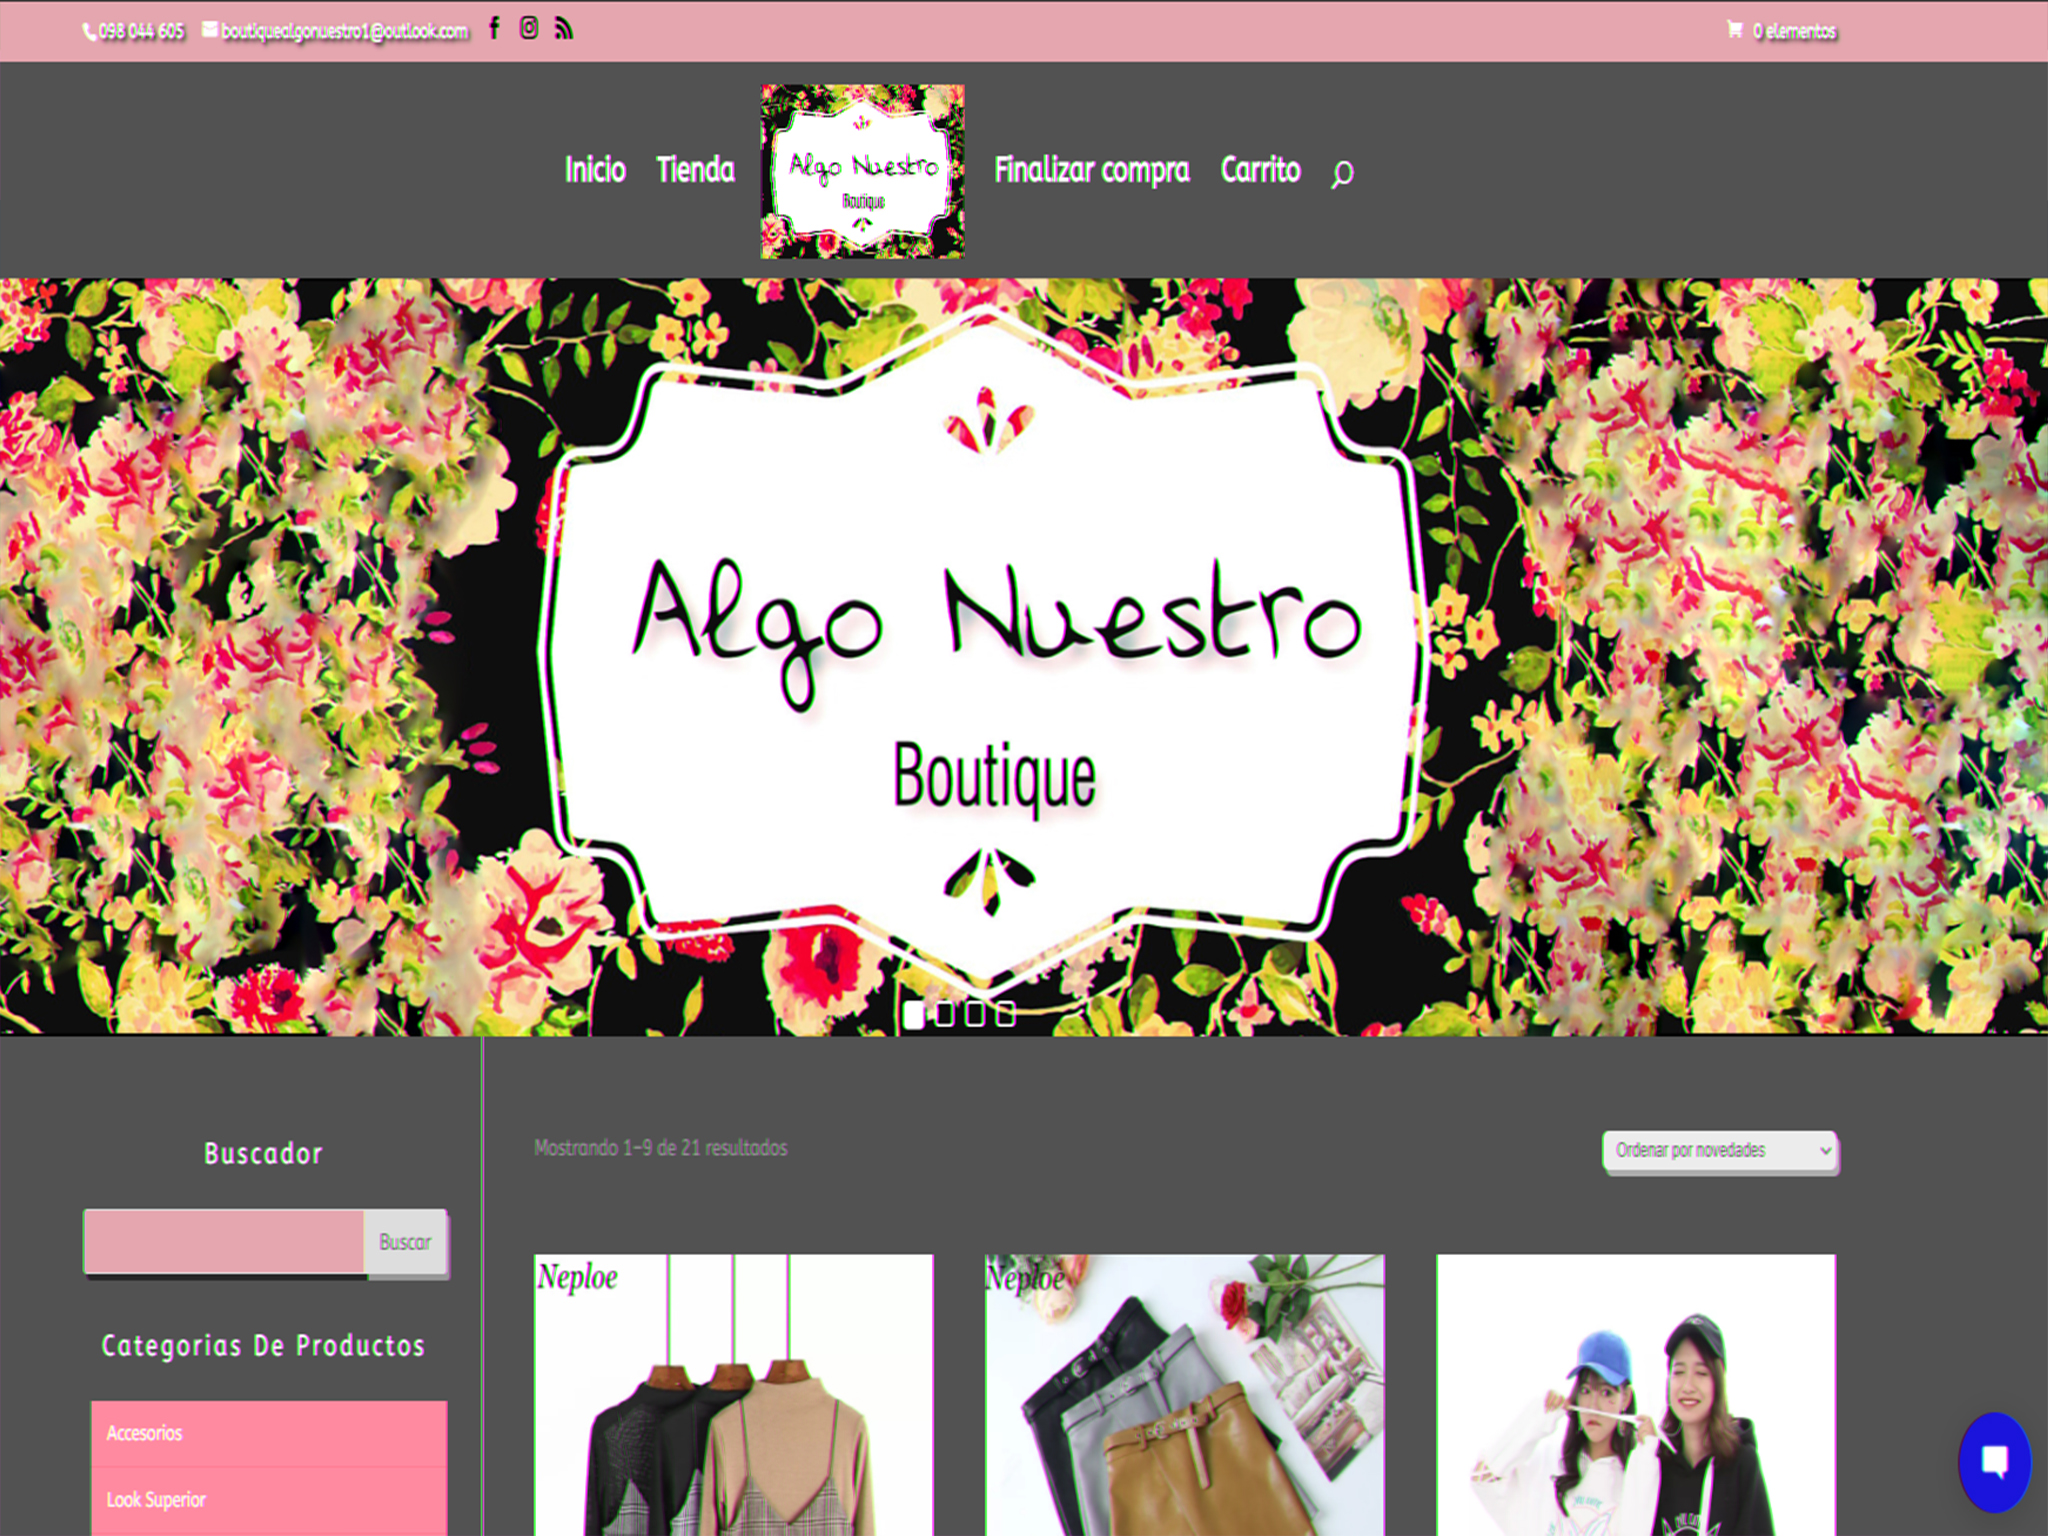 098 044 605 boutiquealgonuestro1@outlook.com 0 elementos
Inicio Tienda Algo Nuestro Boutique Finalizar compra Carrito
Algo Nuestro
Boutique
Buscador
Mostrando 1–9 de 21 resultados
Ordenar por novedades
Buscar
Categorias De Productos
Accesorios
Look Superior
Neploe
Neploe